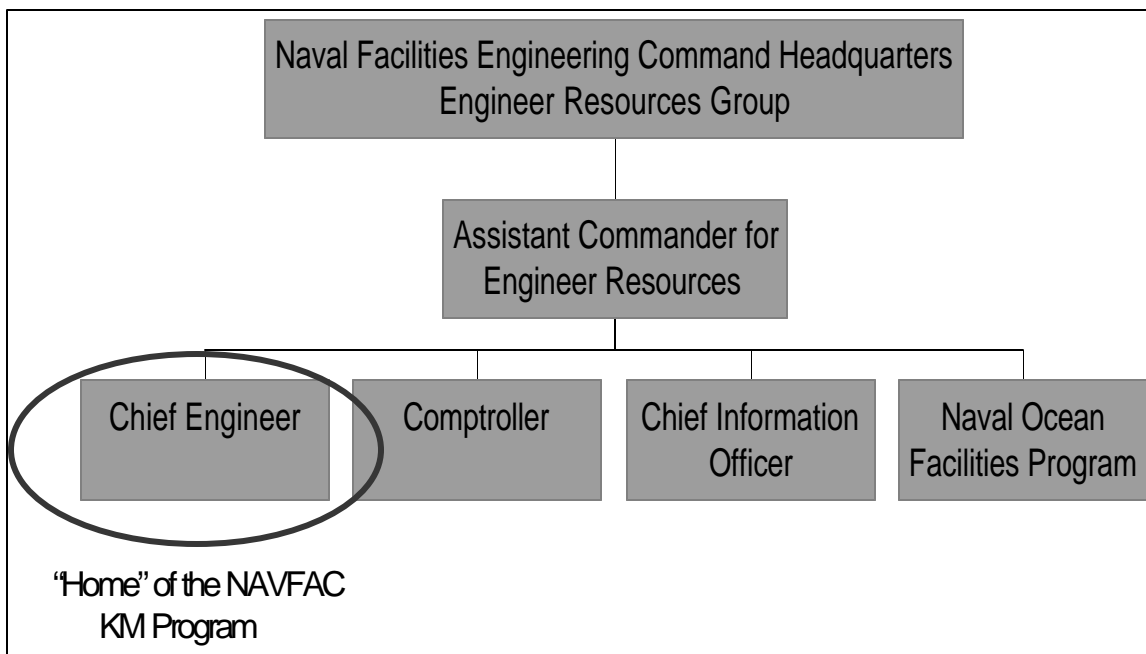 Naval Facilities Engineering Command Headquarters
Engineer Resources Group
Assistant Commander for
Engineer Resources
Chief Engineer
Comptroller
Chief Information
Officer
Naval Ocean
Facilities Program
“Home” of the NAVFAC
KM Program